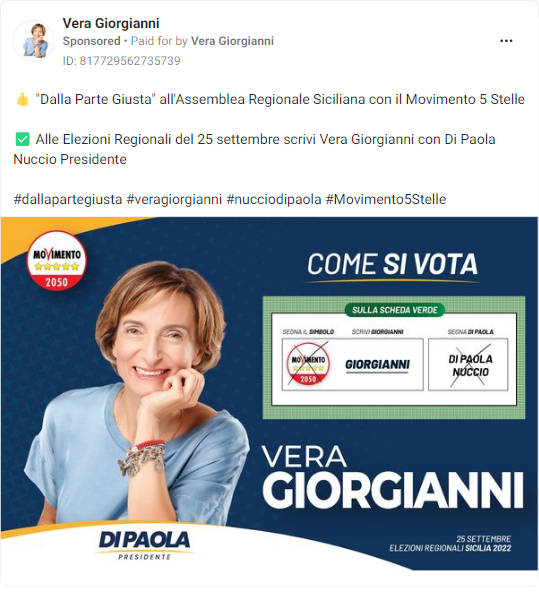 Vera Giorgianni
Sponsored • Paid for by Vera Giorgianni
ID: 817729562735739
👍 "Dalla Parte Giusta" all'Assemblea Regionale Siciliana con il Movimento 5 Stelle
✅ Alle Elezioni Regionali del 25 settembre scrivi Vera Giorgianni con Di Paola
Nuccio Presidente
#dallapartegiusta #veragiorgianni #nucciodipaola #Movimento5Stelle
MOVIMENTO
2050
COME SI VOTA
SULLA SCHEDA VERDE
SEGNA IL SIMBOLO SCRIVI GIORGIANNI SEGNA DI PAOLA
MOVIMENTO
2050
GIORGIANNI
DI PAOLA
NUCCIO
VERA
GIORGIANNI
DI PAOLA
PRESIDENTE
25 SETTEMBRE
ELEZIONI REGIONALI SICILIA 2022